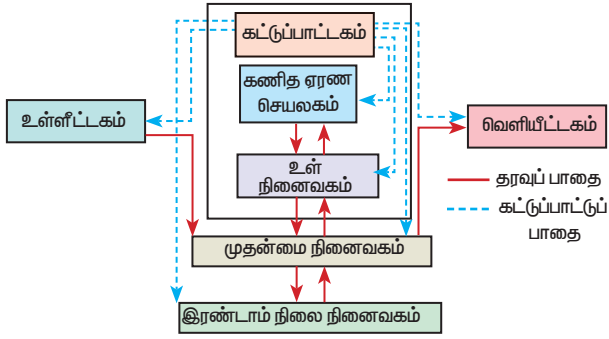 கட்டுப்பாட்டகம்
கணித ஏரண
செயலகம்
உள்ளீட்டகம்
வெளியீட்டகம்
உள்
நினைவகம்
தரவுப் பாதை
கட்டுப்பாட்டுப்
பாதை
முதன்மை நினைவகம்
இரண்டாம் நிலை நினைவகம்